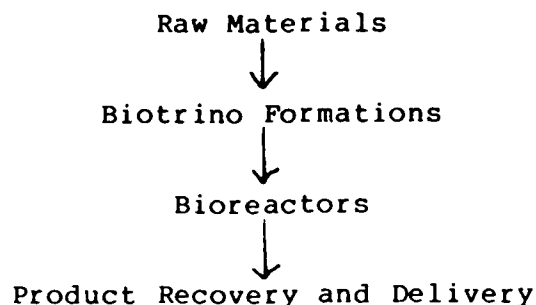 Raw Materials
Biotrino Formations
Bioreactors
Product Recovery and Delivery